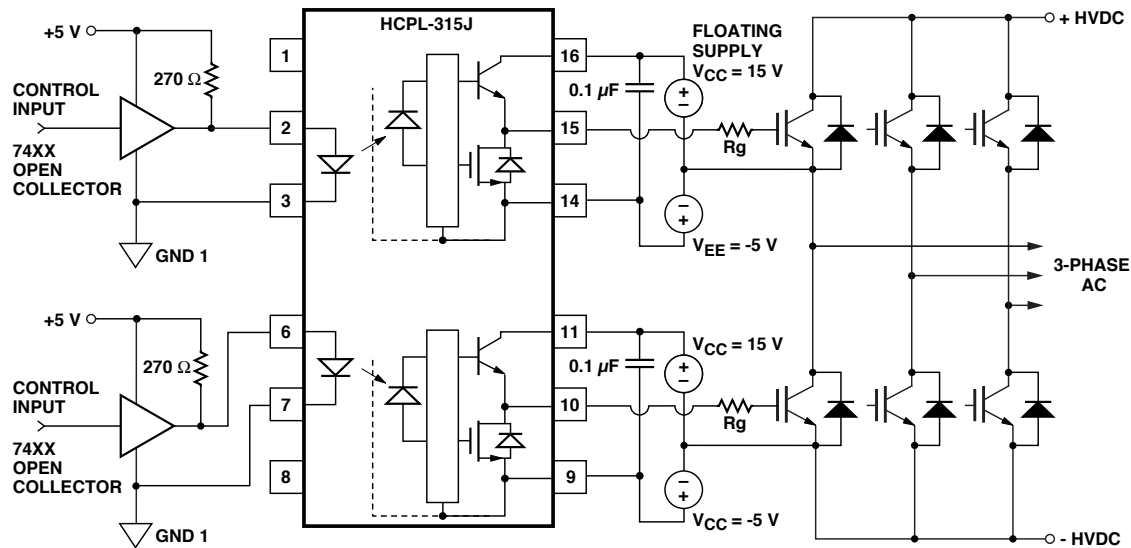 HCPL-315J
+5 V
270 Ω
CONTROL
INPUT
74XX
OPEN
COLLECTOR
GND 1
1
2
3
16
15
14
0.1 µF
FLOATING
SUPPLY
VCC = 15 V
+
−
Rg
−
+
VEE = -5 V
+ HVDC
3-PHASE
AC
+5 V
270 Ω
CONTROL
INPUT
74XX
OPEN
COLLECTOR
GND 1
6
7
8
11
10
9
0.1 µF
VCC = 15 V
+
−
Rg
−
+
VCC = -5 V
- HVDC